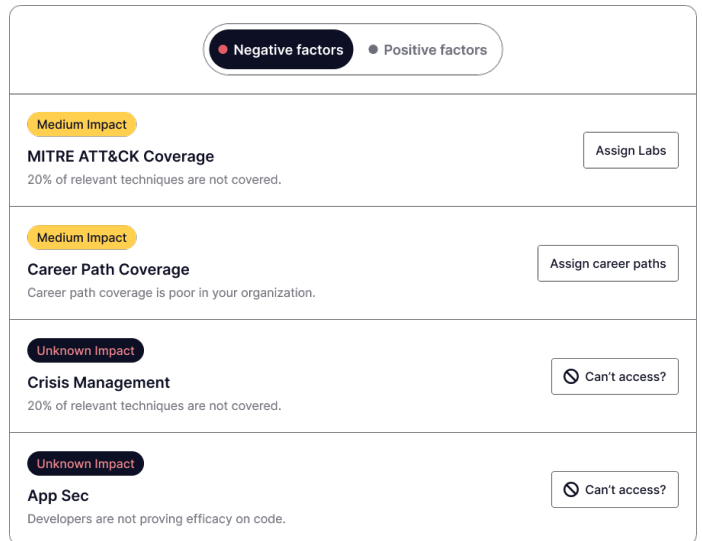 Negative factors
Positive factors
Medium Impact
MITRE ATT&CK Coverage
20% of relevant techniques are not covered.
Assign Labs
Medium Impact
Career Path Coverage
Career path coverage is poor in your organization.
Assign career paths
Unknown Impact
Crisis Management
20% of relevant techniques are not covered.
Can't access?
Unknown Impact
App Sec
Developers are not proving efficacy on code.
Can't access?